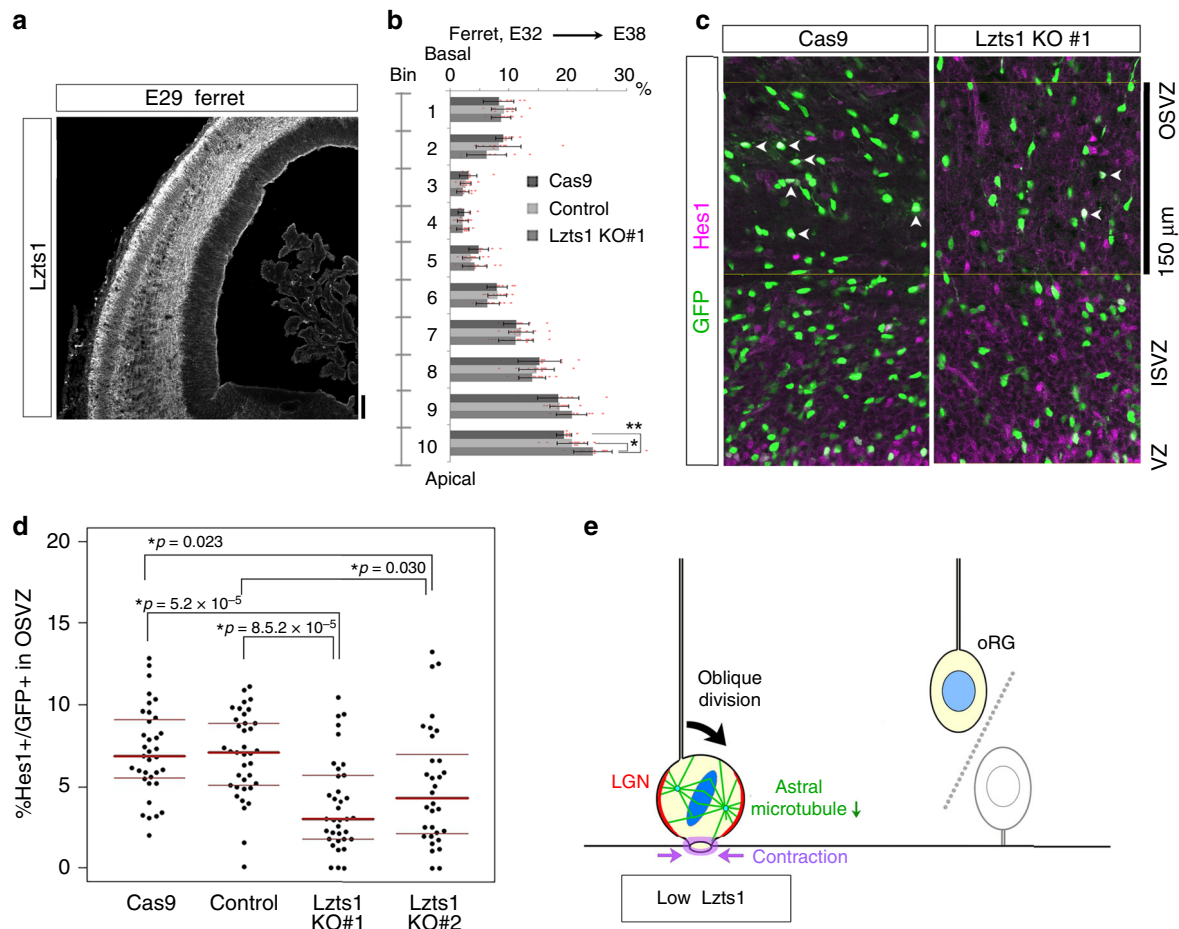 a
E29 ferret
Lzts1
b
Ferret, E32 → E38
Basal
Bin
0 10 20 30
%
1
2
3
4
5
6
7
8
9
10
Cas9
Control
Lzts1 KO#1
**
*
Apical
c
Cas9
Lzts1 KO #1
GFP Hes1
OSVZ
150 μm
ISVZ
VZ
d
%Hes1+/GFP+ in OSVZ
20
15
10
5
0
*p = 0.023
*p = 0.030
*p = 5.2 × 10⁻⁵
*p = 8.5.2 × 10⁻⁵
Cas9
Control
Lzts1
KO#1
Lzts1
KO#2
e
oRG
Oblique
division
LGN
Astral
microtubule ↓
Contraction
Low Lzts1